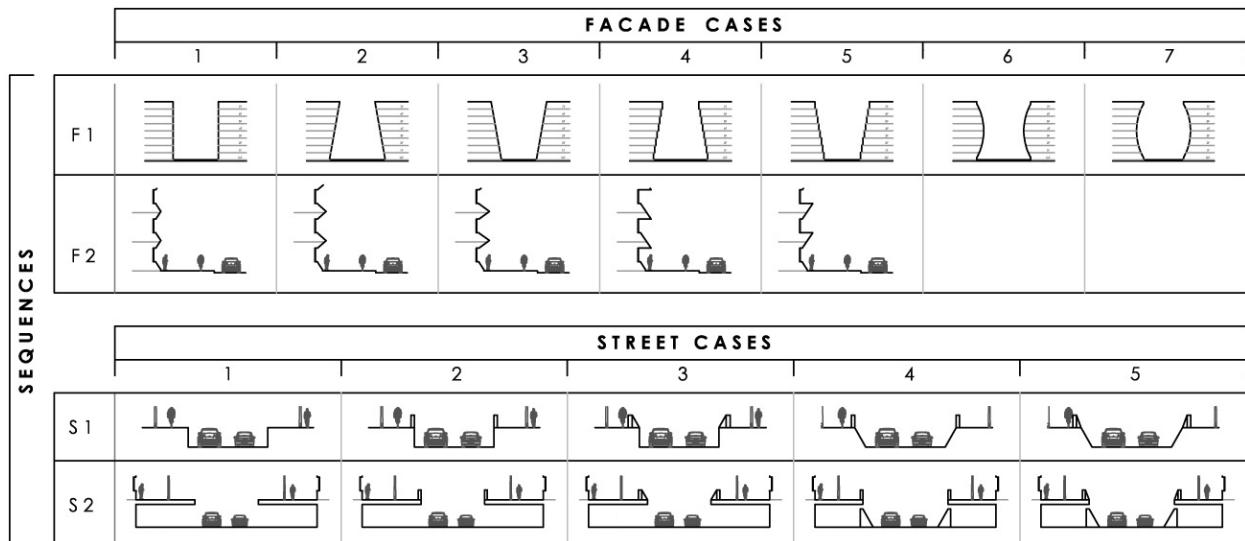 FACADE CASES
1 2 3 4 5 6 7
SEQUENCES
F1
F2
STREET CASES
1 2 3 4 5
S1
S2